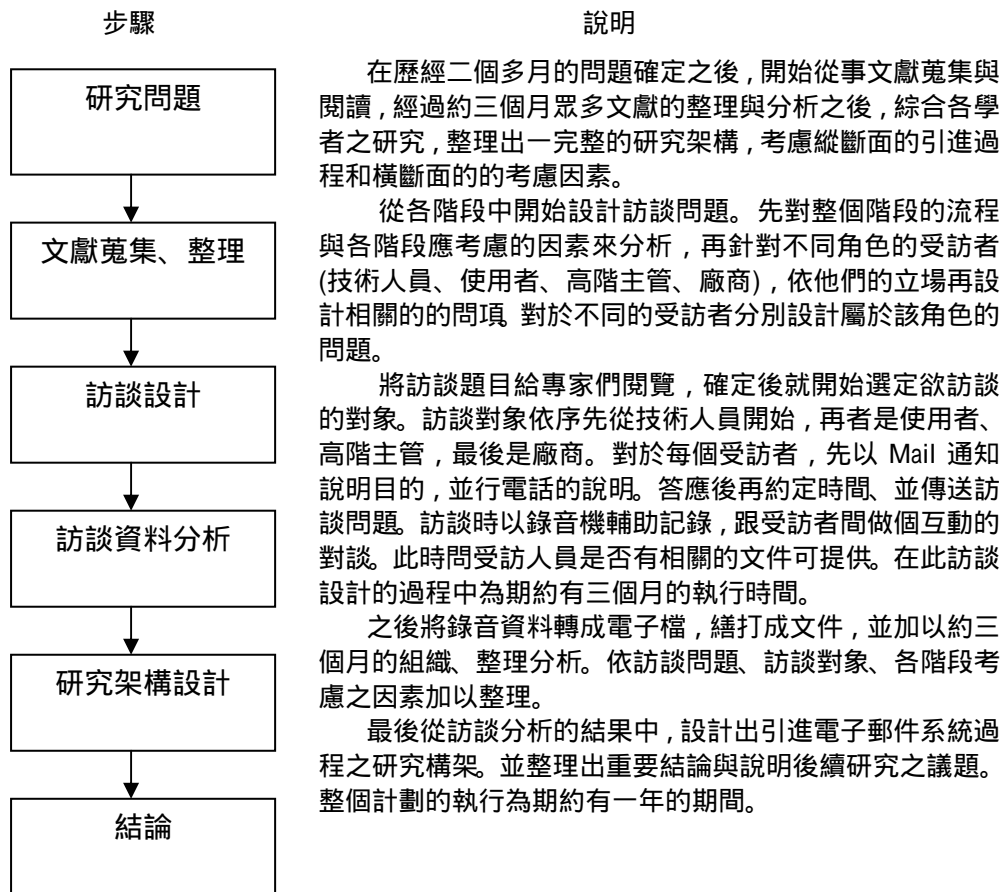 步驟
說明
研究問題
文獻蒐集、整理
訪談設計
訪談資料分析
研究架構設計
結論
在歷經二個多月的問題確定之後，開始從事文獻蒐集與
閱讀，經過約三個月眾多文獻的整理與分析之後，綜合各學
者之研究，整理出一完整的研究架構，考慮縱斷面的引進過
程和橫斷面的的考慮因素。
從各階段中開始設計訪談問題。先對整個階段的流程
與各階段應考慮的因素來分析，再針對不同角色的受訪者
(技術人員、使用者、高階主管、廠商)，依他們的立場再設
計相關的的問項。對於不同的受訪者分別設計屬於該角色的
問題。
將訪談題目給專家們閱覽，確定後就開始選定欲訪談
的對象。訪談對象依序先從技術人員開始，再者是使用者、
高階主管，最後是廠商。對於每個受訪者，先以 Mail 通知
說明目的，並行電話的說明。答應後再約定時間、並傳送訪
談問題。訪談時以錄音機輔助記錄，跟受訪者間做個互動的
對談。此時問受訪人員是否有相關的文件可提供。在此訪談
設計的過程中為期約有三個月的執行時間。
之後將錄音資料轉成電子檔，繕打成文件，並加以約三
個月的組織、整理分析。依訪談問題、訪談對象、各階段考
慮之因素加以整理。
最後從訪談分析的結果中，設計出引進電子郵件系統過
程之研究構架。並整理出重要結論與說明後續研究之議題。
整個計劃的執行為期約有一年的期間。